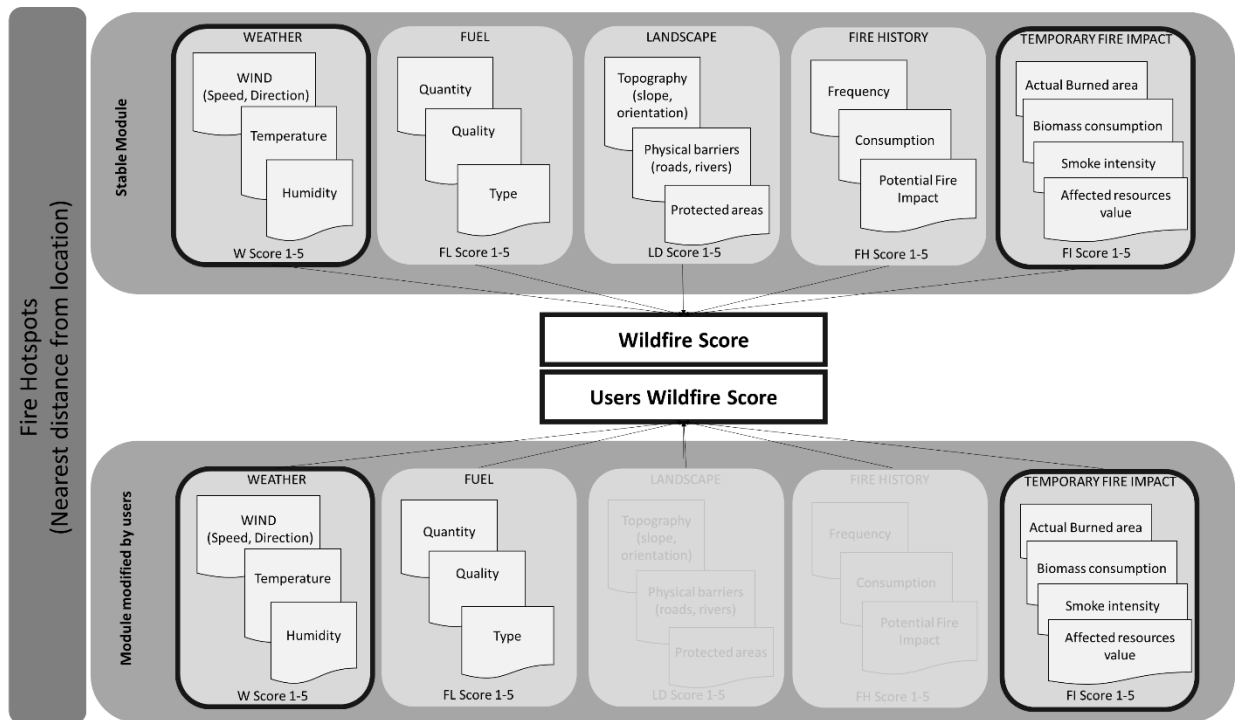 Fire Hotspots
(Nearest distance from location)
Stable Module
WEATHER
WIND
(Speed, Direction)
Temperature
Humidity
W Score 1-5
FUEL
Quantity
Quality
Type
FL Score 1-5
LANDSCAPE
Topography
(slope,
orientation)
Physical barriers
(roads, rivers)
Protected areas
LD Score 1-5
FIRE HISTORY
Frequency
Consumption
Potential Fire
Impact
FH Score 1-5
TEMPORARY FIRE IMPACT
Actual Burned area
Biomass consumption
Smoke intensity
Affected resources
value
FI Score 1-5
Wildfire Score
Users Wildfire Score
Module modified by users
WEATHER
WIND
(Speed, Direction)
Temperature
Humidity
W Score 1-5
FUEL
Quantity
Quality
Type
FL Score 1-5
LANDSCAPE
Topography
(slope,
orientation)
Physical barriers
(roads, rivers)
Protected areas
LD Score 1-5
FIRE HISTORY
Frequency
Consumption
Potential Fire
Impact
FH Score 1-5
TEMPORARY FIRE IMPACT
Actual Burned area
Biomass consumption
Smoke intensity
Affected resources
value
FI Score 1-5